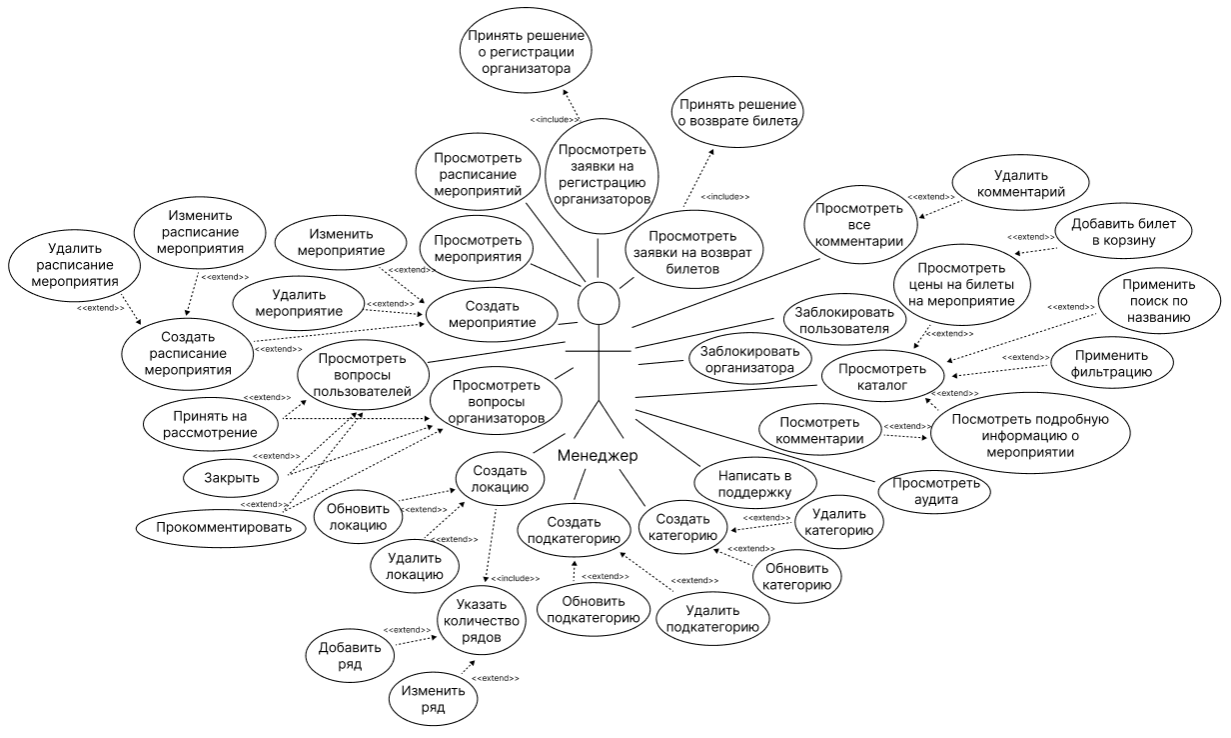 Принять решение
о регистрации
организатора
<<include>>
Принять решение
о возврате билета
<<include>>
Просмотреть
заявки на
регистрацию
организаторов
Просмотреть
расписание
мероприятий
Просмотреть
заявки на возврат
билетов
Просмотреть
мероприятия
Изменить
расписание
мероприятия
<<extend>>
Удалить
расписание
мероприятия
<<extend>>
Изменить
мероприятие
<<extend>>
Удалить
мероприятие
<<extend>>
Создать
мероприятие
Создать
расписание
мероприятия
<<extend>>
Просмотреть
вопросы
пользователей
Просмотреть
вопросы
организаторов
Принять на
рассмотрение
<<extend>>
Закрыть
<<extend>>
Прокомментировать
<<extend>>
Удалить
комментарий
<<extend>>
Просмотреть
все
комментарии
Добавить билет
в корзину
<<extend>>
Просмотреть
цены на билеты
на мероприятие
<<extend>>
Применить
поиск по
названию
<<extend>>
Применить
фильтрацию
<<extend>>
Заблокировать
пользователя
Заблокировать
организатора
Просмотреть
каталог
<<extend>>
Посмотреть подробную
информацию о
мероприятии
Посмотреть
комментарии
<<extend>>
Менеджер
Написать в
поддержку
Просмотреть
аудита
Создать
локацию
Обновить
локацию
<<extend>>
Удалить
локацию
<<extend>>
<<include>>
Указать
количество
рядов
Добавить
ряд
<<extend>>
Изменить
ряд
<<extend>>
Создать
подкатегорию
Обновить
подкатегорию
<<extend>>
Удалить
подкатегорию
<<extend>>
Создать
категорию
Удалить
категорию
<<extend>>
Обновить
категорию
<<extend>>